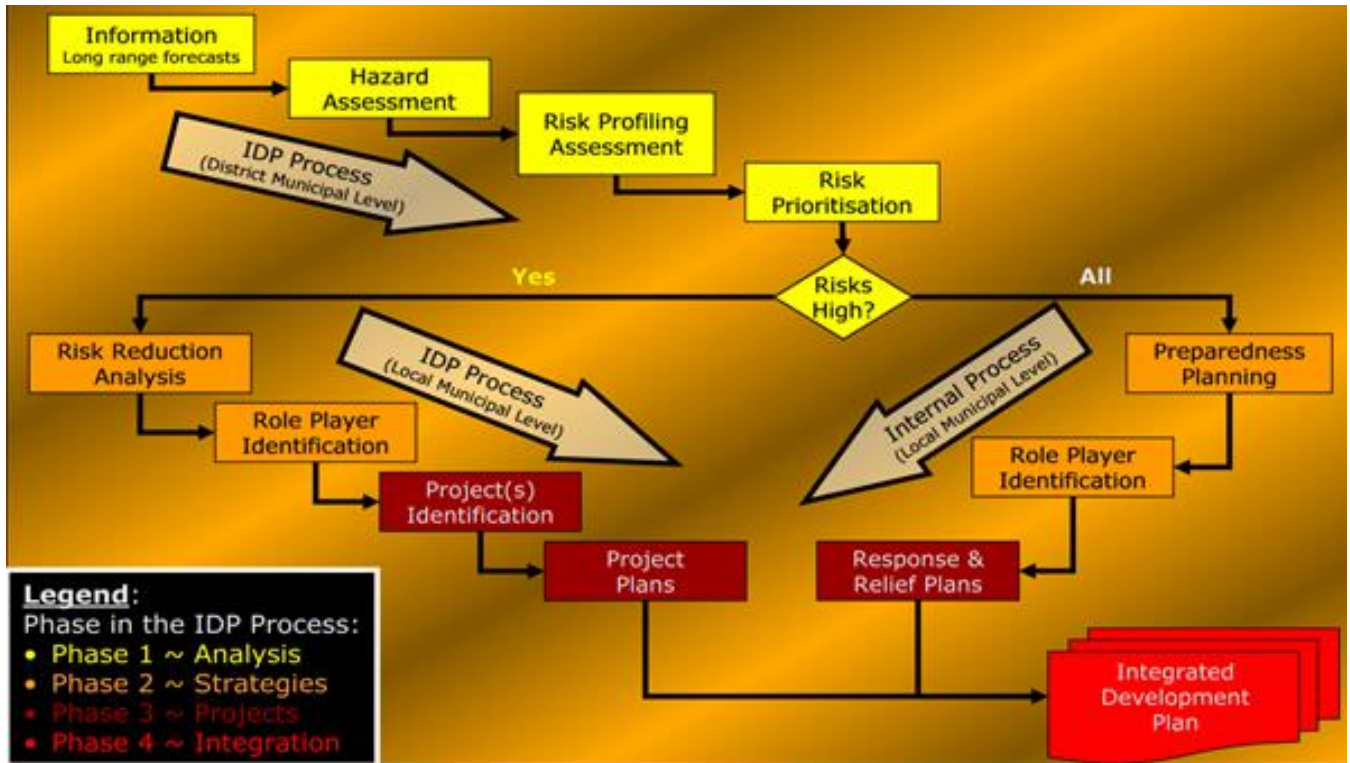 Information
Long range forecasts
Hazard
Assessment
Risk Profiling
Assessment
IDP Process
(District Municipal Level)
Risk
Prioritisation
Yes
All
Risks
High?
Risk Reduction
Analysis
IDP Process
(Local Municipal Level)
Internal Process
(Local Municipal Level)
Preparedness
Planning
Role Player
Identification
Role Player
Identification
Project(s)
Identification
Project
Plans
Response &
Relief Plans
Legend:
Phase in the IDP Process:
• Phase 1 ~ Analysis
• Phase 2 ~ Strategies
• Phase 3 ~ Projects
• Phase 4 ~ Integration
Integrated
Development
Plan